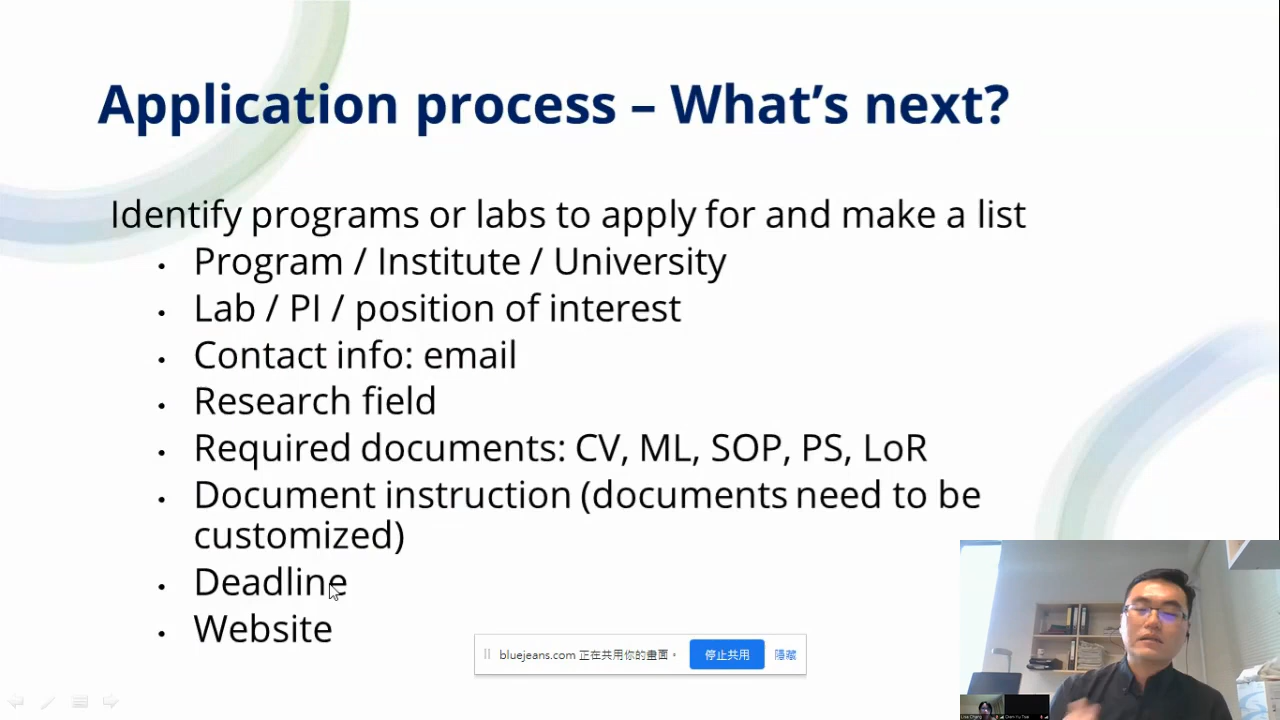 Application process – What's next?
Identify programs or labs to apply for and make a list
• Program / Institute / University
• Lab / PI / position of interest
• Contact info: email
• Research field
• Required documents: CV, ML, SOP, PS, LoR
• Document instruction (documents need to be
customized)
• Deadline
• Website
bluejeans.com 正在共用你的畫面。 停止共用 隱藏